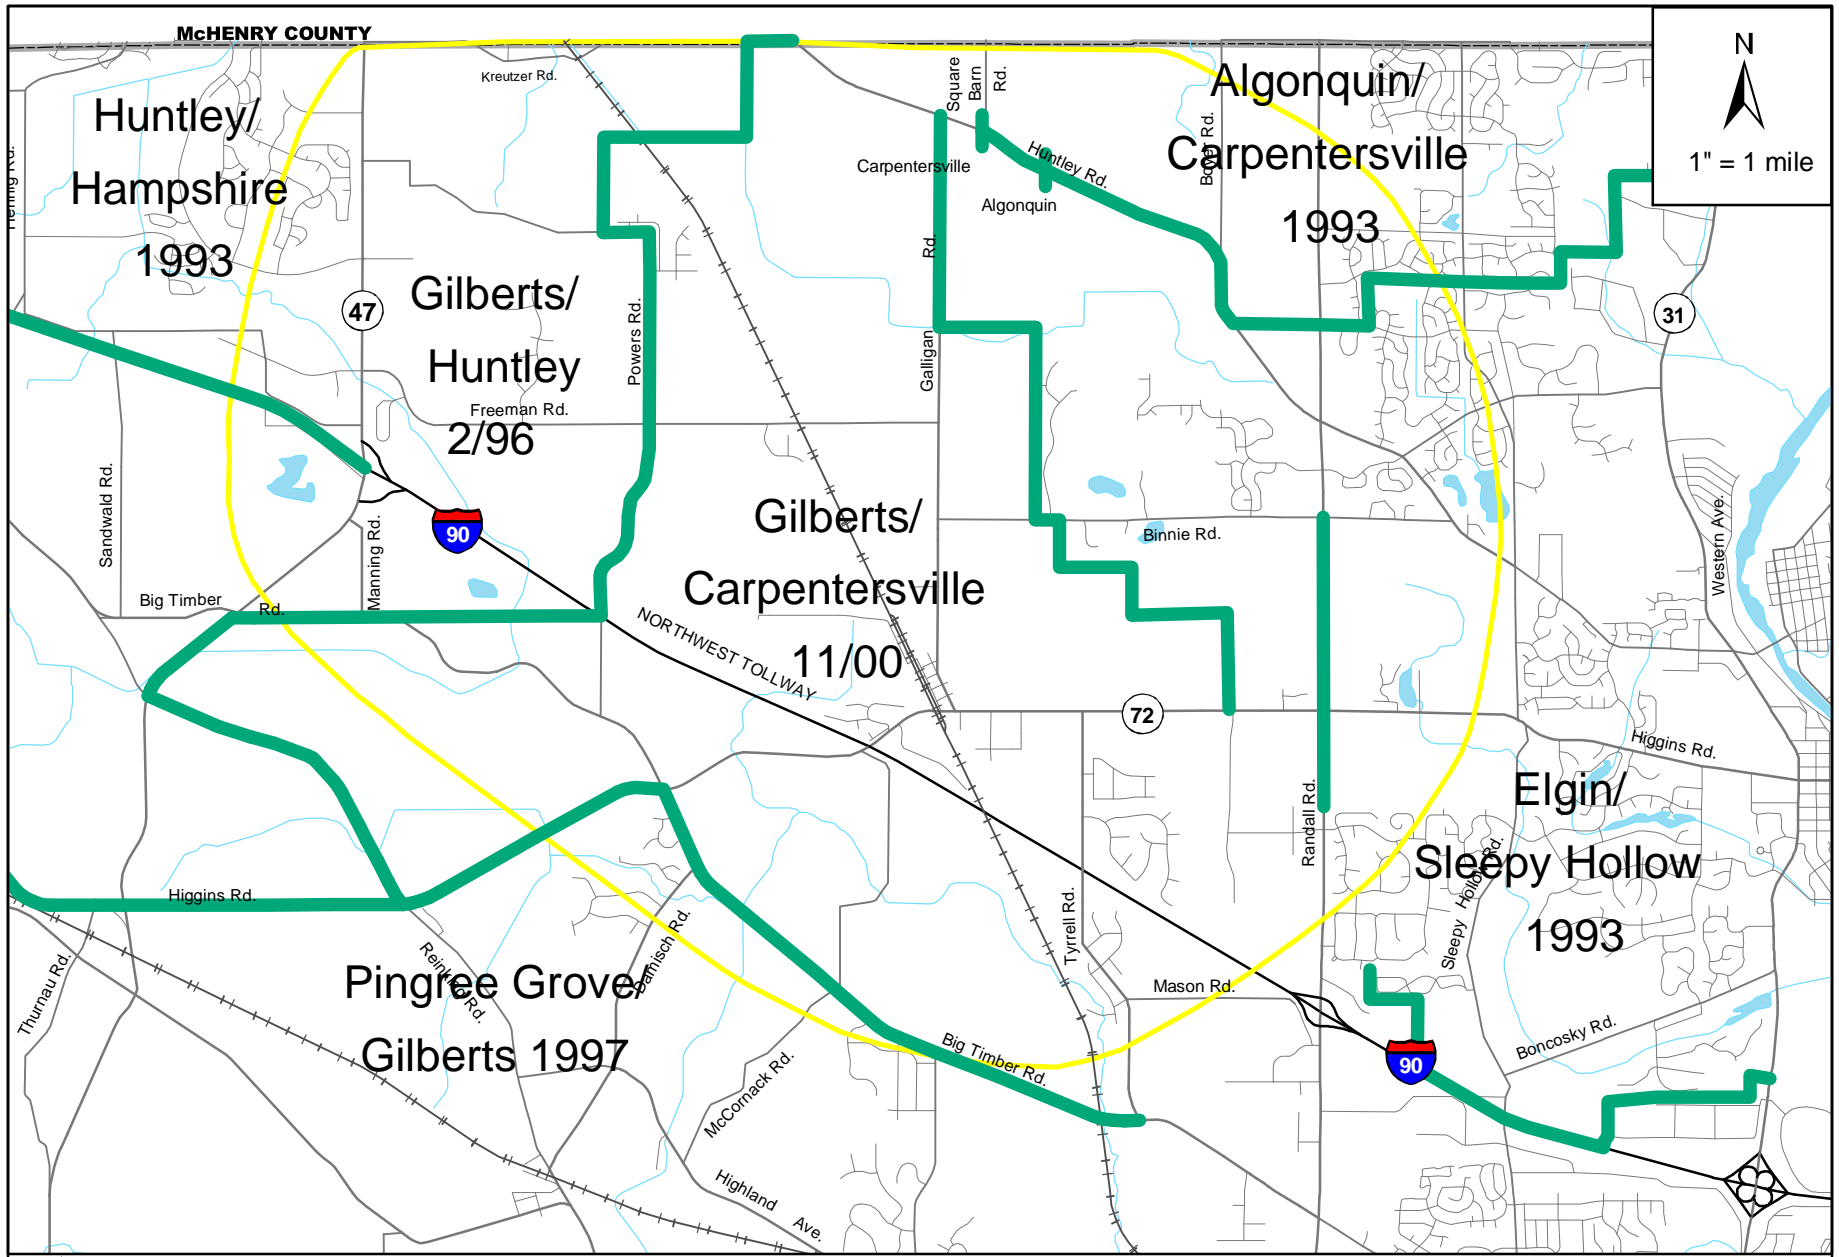 McHENRY COUNTY
N
1" = 1 mile
Kreutzer Rd.
Square
Barn
Rd.
Huntley/
Hampshire
1993
Algonquin/
Carpentersville
1993
Huntley Rd.
Carpentersville
Algonquin
Rd.
Galligan
47
31
Gilberts/
Huntley
2/96
Powers Rd.
Freeman Rd.
Sandwald Rd.
Manning Rd.
90
Gilberts/
Carpentersville
11/00
Binnie Rd.
Western Ave.
Big Timber
Rd.
NORTHWEST TOLLWAY
72
Higgins Rd.
Randall Rd.
Elgin/
Sleepy Hollow
1993
Sleepy Hollow Rd.
Higgins Rd.
Tyrrell Rd.
Damisch Rd.
Reinking Rd.
Thurnau Rd.
Pingree Grove/
Gilberts 1997
Mason Rd.
Boncosky Rd.
90
Big Timber Rd.
McCornack Rd.
Highland Ave.